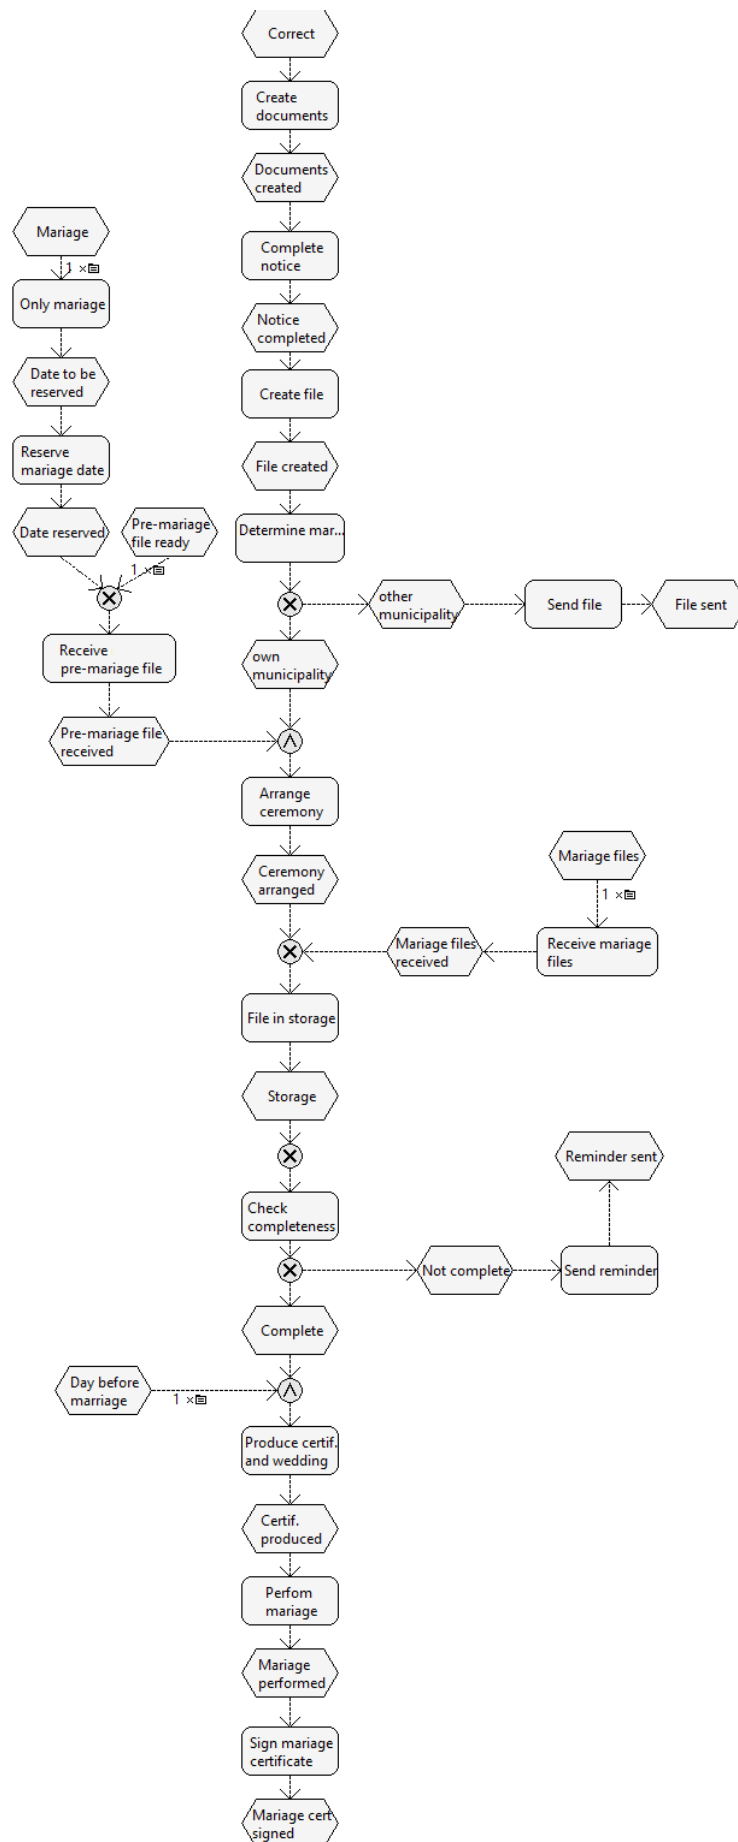 Correct
Create
documents
Documents
created
Mariage
1 ×
Complete
notice
Only mariage
Notice
completed
Date to be
reserved
Create file
Reserve
mariage date
File created
Date reserved
Pre-mariage
file ready
1 ×
Determine mar...
other
municipality
Send file
File sent
Receive
pre-mariage file
own
municipality
Pre-mariage file
received
Arrange
ceremony
Mariage files
1 ×
Ceremony
arranged
Mariage files
received
Receive mariage
files
File in storage
Storage
Reminder sent
Check
completeness
Not complete
Send reminder
Complete
Day before
marriage
1 ×
Produce certif.
and wedding
Certif.
produced
Perfom
mariage
Mariage
performed
Sign mariage
certificate
Mariage cert
signed